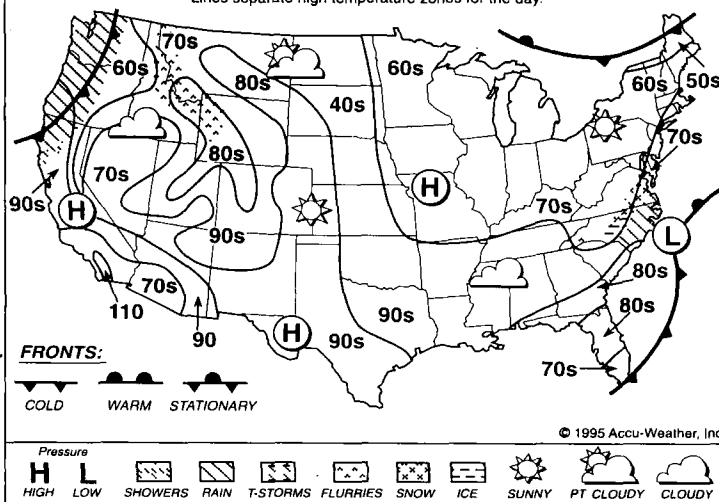 Lines separate high temperature zones for the day.
70s
60s
80s
60s
40s
60s
50s
70s
80s
70s
90s
H
H
70s
90s
L
80s
80s
70s
110
90
H
90s
90s
70s
FRONTS:
COLD WARM STATIONARY
© 1995 Accu-Weather, Inc
Pressure
H L
HIGH LOW SHOWERS RAIN T-STORMS FLURRIES SNOW ICE SUNNY PT CLOUDY CLOUDY